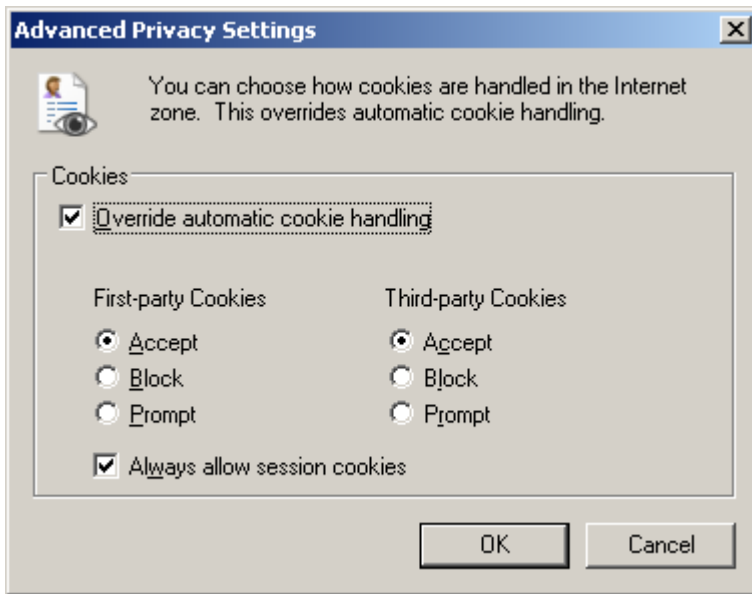 Advanced Privacy Settings
You can choose how cookies are handled in the Internet
zone.  This overrides automatic cookie handling.
Cookies
Override automatic cookie handling
First-party Cookies
Third-party Cookies
Accept
Accept
Block
Block
Prompt
Prompt
Always allow session cookies
OK
Cancel